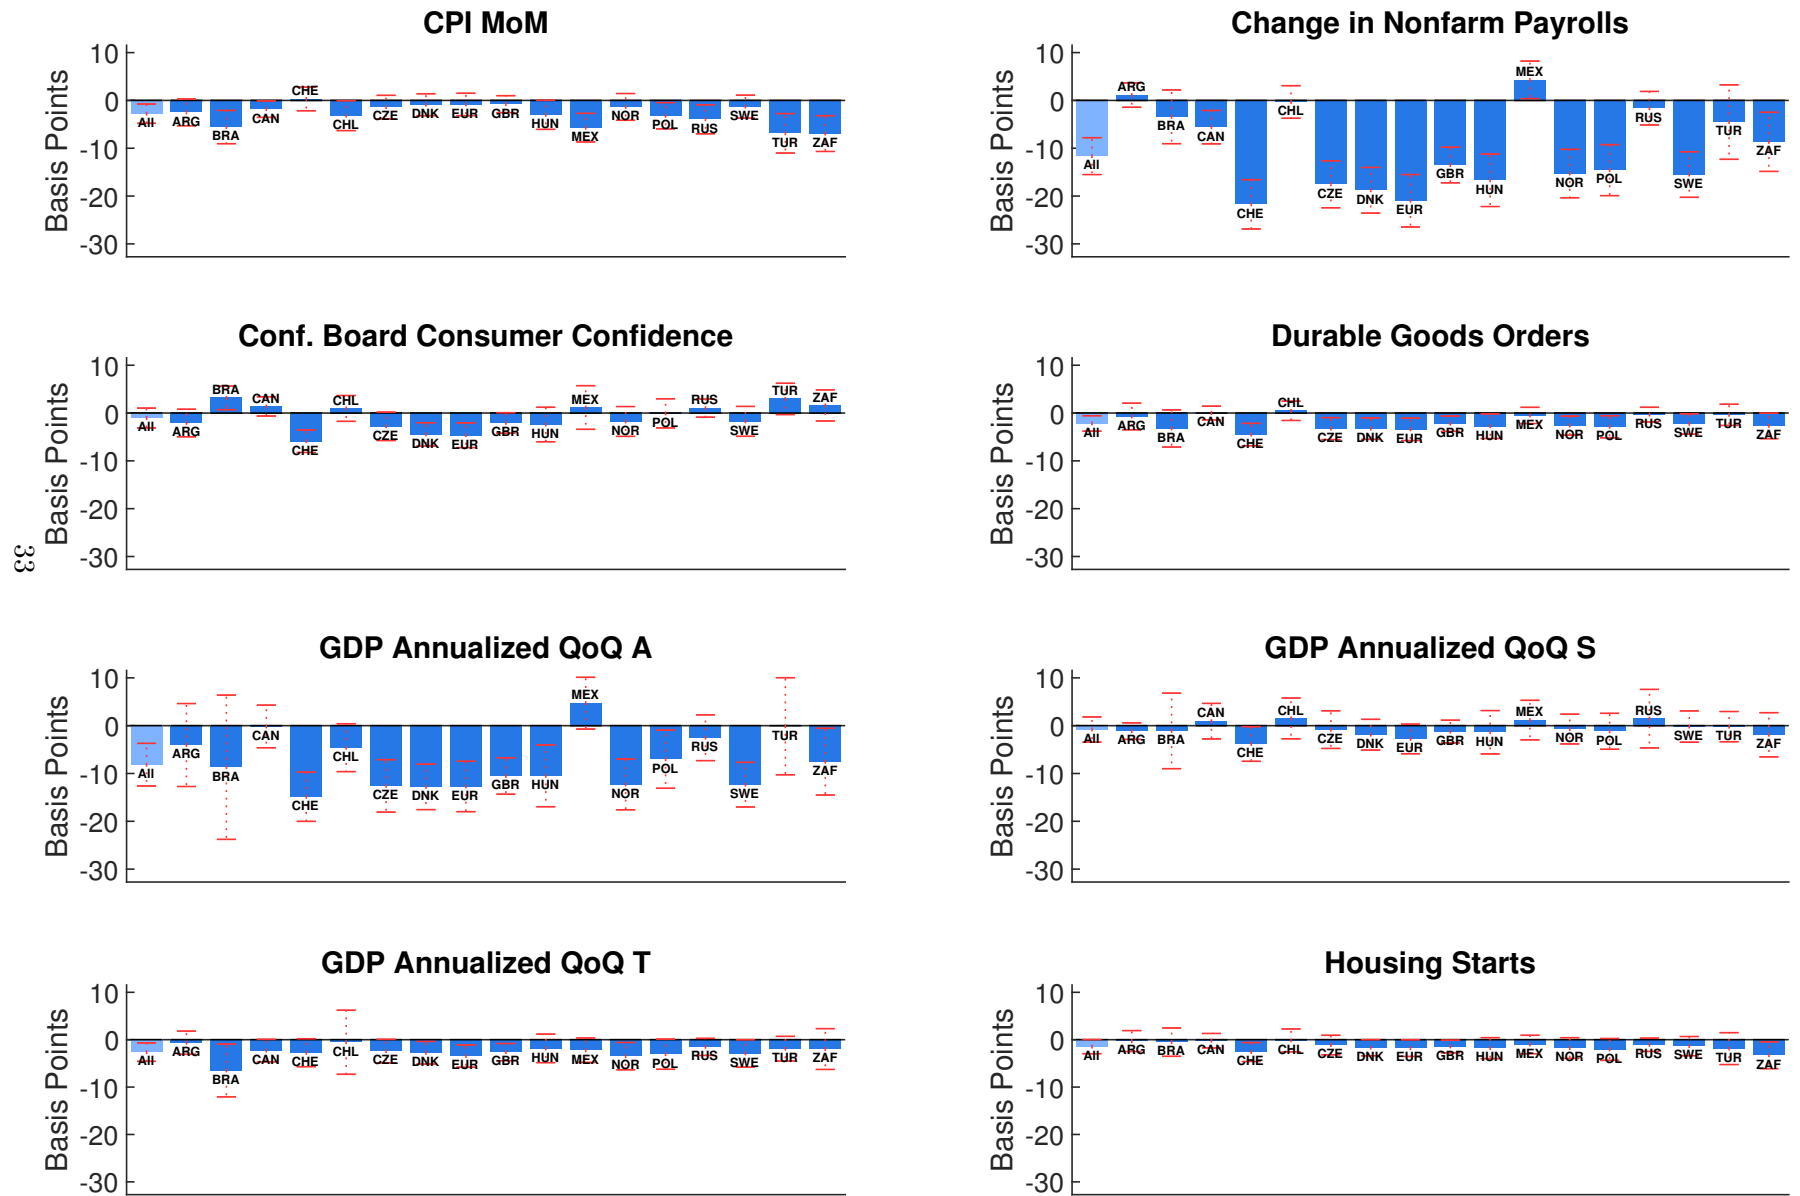 CPI MoM
Basis Points
10
0
-10
-20
-30
All ARG BRA CAN CHE CHL CZE DNK EUR GBR HUN MEX NOR POL RUS SWE TUR ZAF
Change in Nonfarm Payrolls
Basis Points
10
0
-10
-20
-30
All ARG BRA CAN CHE CHL CZE DNK EUR GBR HUN MEX NOR POL RUS SWE TUR ZAF
Conf. Board Consumer Confidence
Basis Points
10
0
-10
-20
-30
All ARG BRA CAN CHE CHL CZE DNK EUR GBR HUN MEX NOR POL RUS SWE TUR ZAF
Durable Goods Orders
Basis Points
10
0
-10
-20
-30
All ARG BRA CAN CHE CHL CZE DNK EUR GBR HUN MEX NOR POL RUS SWE TUR ZAF
33
GDP Annualized QoQ A
Basis Points
10
0
-10
-20
-30
All ARG BRA CAN CHE CHL CZE DNK EUR GBR HUN MEX NOR POL RUS SWE TUR ZAF
GDP Annualized QoQ S
Basis Points
10
0
-10
-20
-30
All ARG BRA CAN CHE CHL CZE DNK EUR GBR HUN MEX NOR POL RUS SWE TUR ZAF
GDP Annualized QoQ T
Basis Points
10
0
-10
-20
-30
All ARG BRA CAN CHE CHL CZE DNK EUR GBR HUN MEX NOR POL RUS SWE TUR ZAF
Housing Starts
Basis Points
10
0
-10
-20
-30
All ARG BRA CAN CHE CHL CZE DNK EUR GBR HUN MEX NOR POL RUS SWE TUR ZAF